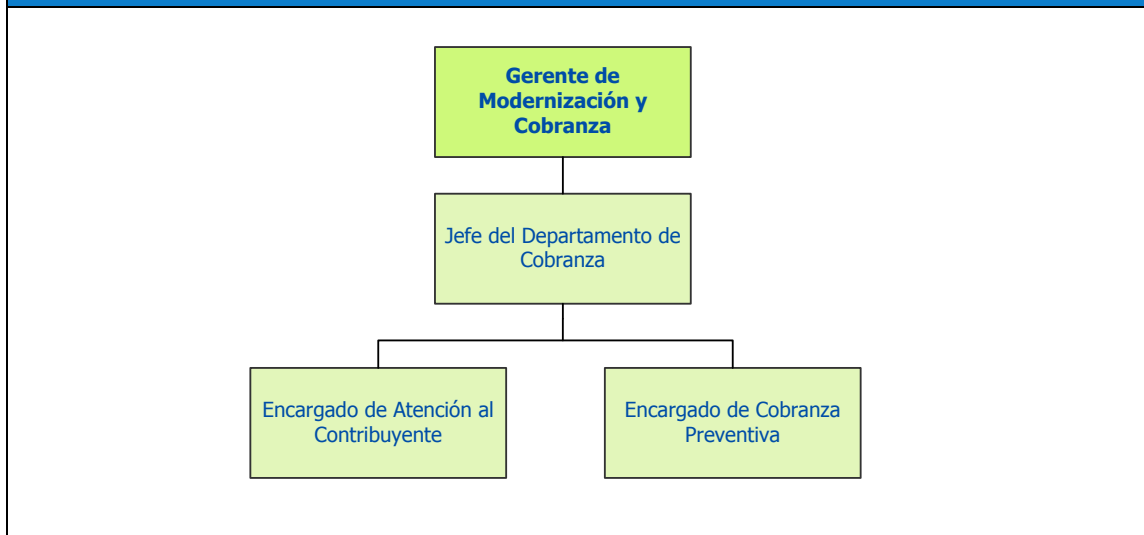 Gerente de
Modernización y
Cobranza
Jefe del Departamento de
Cobranza
Encargado de Atención al
Contribuyente
Encargado de Cobranza
Preventiva